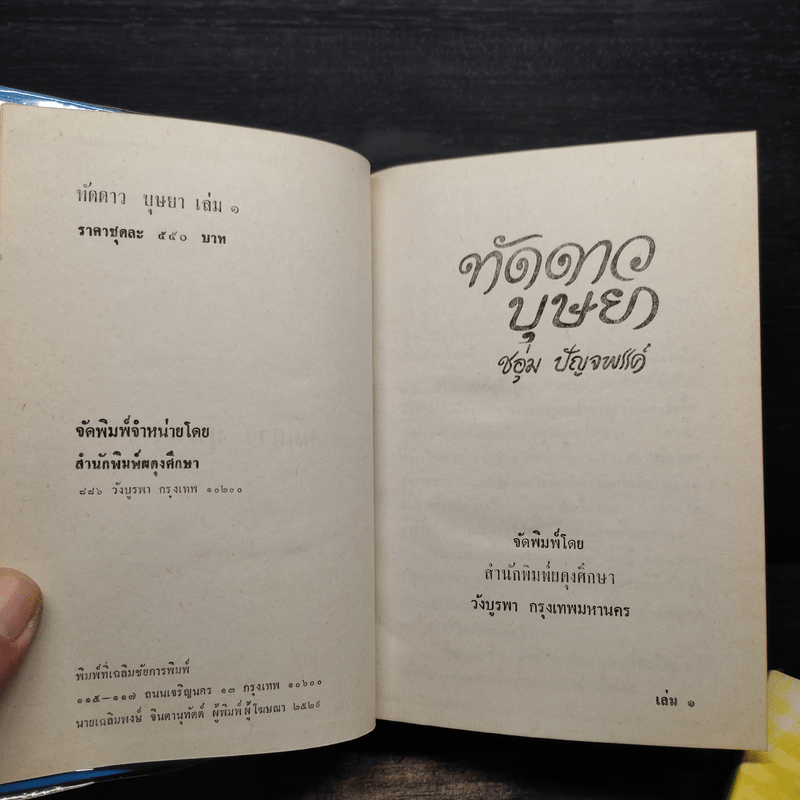 ทัดดาว บุษยา เล่ม ๑
ราคาชุดละ ๕๔๐ บาท
จัดพิมพ์จำหน่ายโดย
สำนักพิมพ์ผดุงศึกษา
๘๘๖ วังบูรพา กรุงเทพ ๑๐๒๐๐
พิมพ์ที่เฉลิมชัยการพิมพ์
๑๑๕—๑๑๗ ถนนเจริญนคร ๑๓ กรุงเทพ ๑๐๖๐๐
นายเฉลิมพงษ์ จินตานุทัตต์ ผู้พิมพ์ผู้โฆษณา ๒๕๒๙
ทัดดาว
บุษยา
ชอุ่ม ปัญจพรรค์
จัดพิมพ์โดย
สำนักพิมพ์ผดุงศึกษา
วังบูรพา กรุงเทพมหานคร
เล่ม ๑